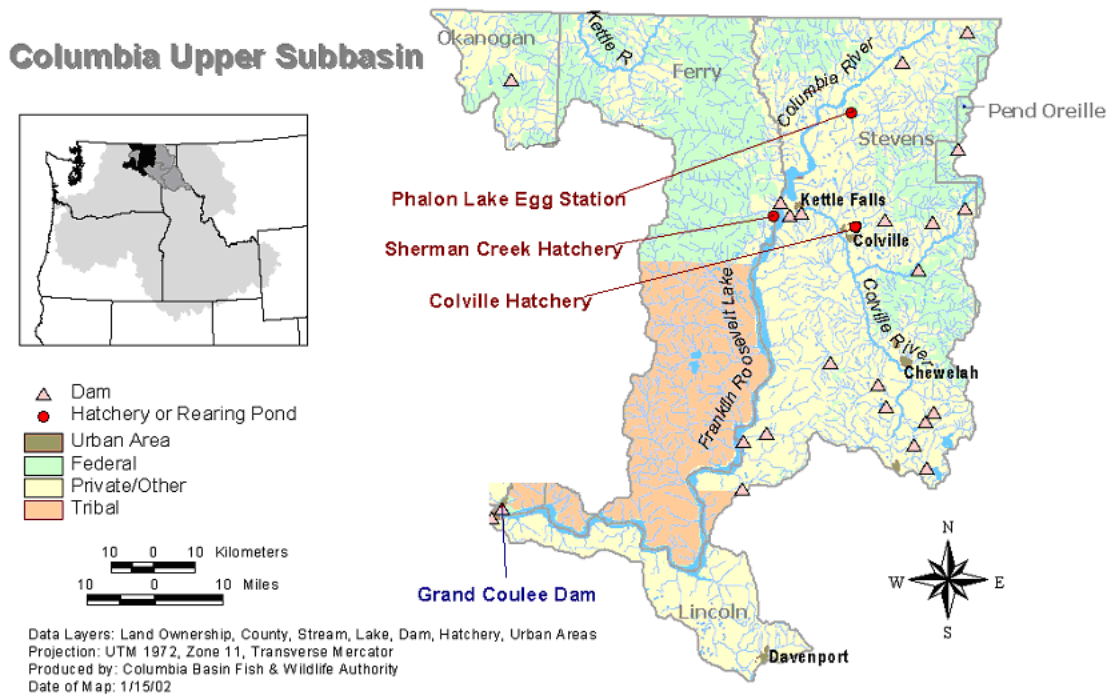 Columbia Upper Subbasin
Okanogan
Kettle R
Ferry
Columbia River
Pend Oreille
Stevens
Phalon Lake Egg Station
Kettle Falls
Sherman Creek Hatchery
Colville
Colville Hatchery
Franklin Roosevalt Lake
Colville River
Chewelah
Dam
Hatchery or Rearing Pond
Urban Area
Federal
Private/Other
Tribal
10 0 10 Kilometers
10 0 10 Miles
Grand Coulee Dam
N
W E
S
Lincoln
Davenport
Data Layers: Land Ownership, County, Stream, Lake, Dam, Hatchery, Urban Areas
Projection: UTM 1972, Zone 11, Transverse Mercator
Produced by: Columbia Basin Fish & Wildlife Authority
Date of Map: 1/15/02